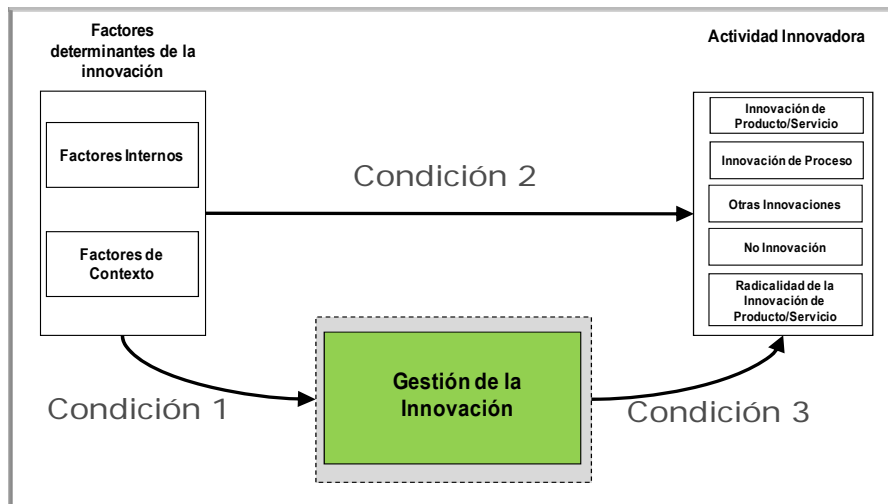 Factores
determinantes de la
innovación
Factores Internos
Factores de
Contexto
Condición 2
Actividad Innovadora
Innovación de
Producto/Servicio
Innovación de Proceso
Otras Innovaciones
No Innovación
Radicalidad de la
Innovación de
Producto/Servicio
Condición 1
Gestión de la
Innovación
Condición 3